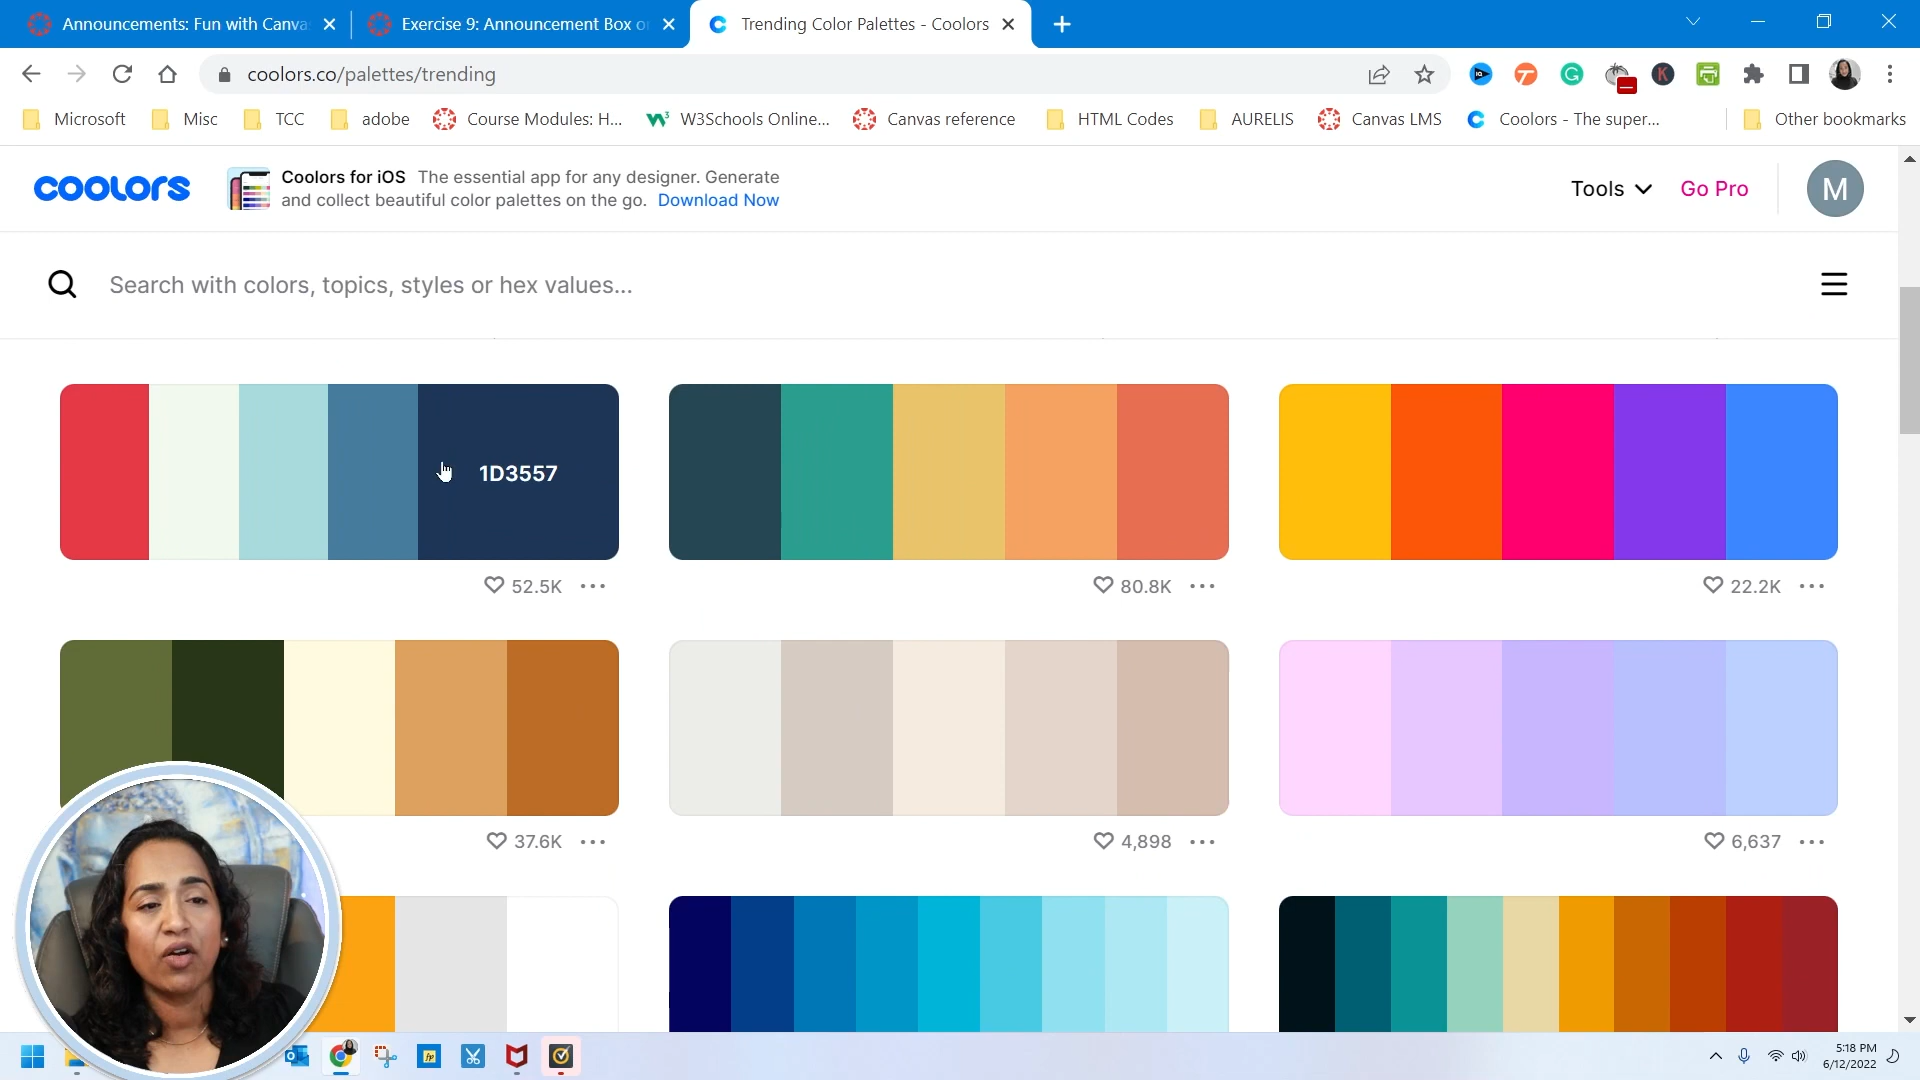 Announcements: Fun with Canva
Exercise 9: Announcement Box o
Trending Color Palettes - Coolors
coolors.co/palettes/trending
Microsoft
Misc
TCC
adobe
Course Modules: H...
W3Schools Online...
Canvas reference
HTML Codes
AURELIS
Canvas LMS
Coolors - The super...
Other bookmarks
coolors
Coolors for iOS The essential app for any designer. Generate
and collect beautiful color palettes on the go. Download Now
Tools
Go Pro
M
Search with colors, topics, styles or hex values...
1D3557
52.5K
80.8K
22.2K
37.6K
4,898
6,637
5:18 PM
6/12/2022